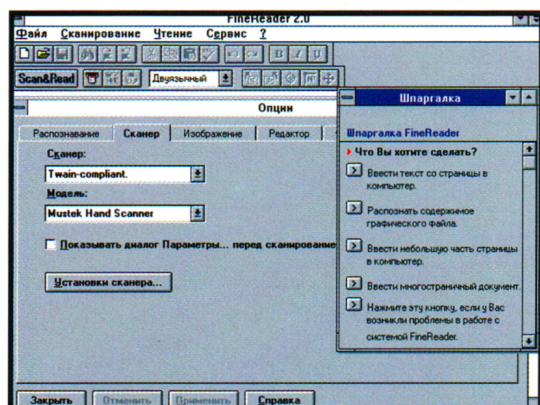 FineReader 2.0
Файл Сканирование Чтение Сервис ?
B I U
Scan&Read Двуязычный
Опции
Распознавание Сканер Изображение Редактор
Сканер:
Twain-compliant.
Модель:
Mustek Hand Scanner
Показывать диалог Параметры... перед сканирование
Установки сканера...
Закрыть Отменить Применить Справка
Шпаргалка
Шпаргалка FineReader
Что Вы хотите сделать?
Ввести текст со страницы в
компьютер.
Распознать содержимое
графического файла.
Ввести небольшую часть страницы
в компьютер.
Ввести многостраничный документ.
Нажмите эту кнопку, если у Вас
возникли проблемы в работе с
системой FineReader.